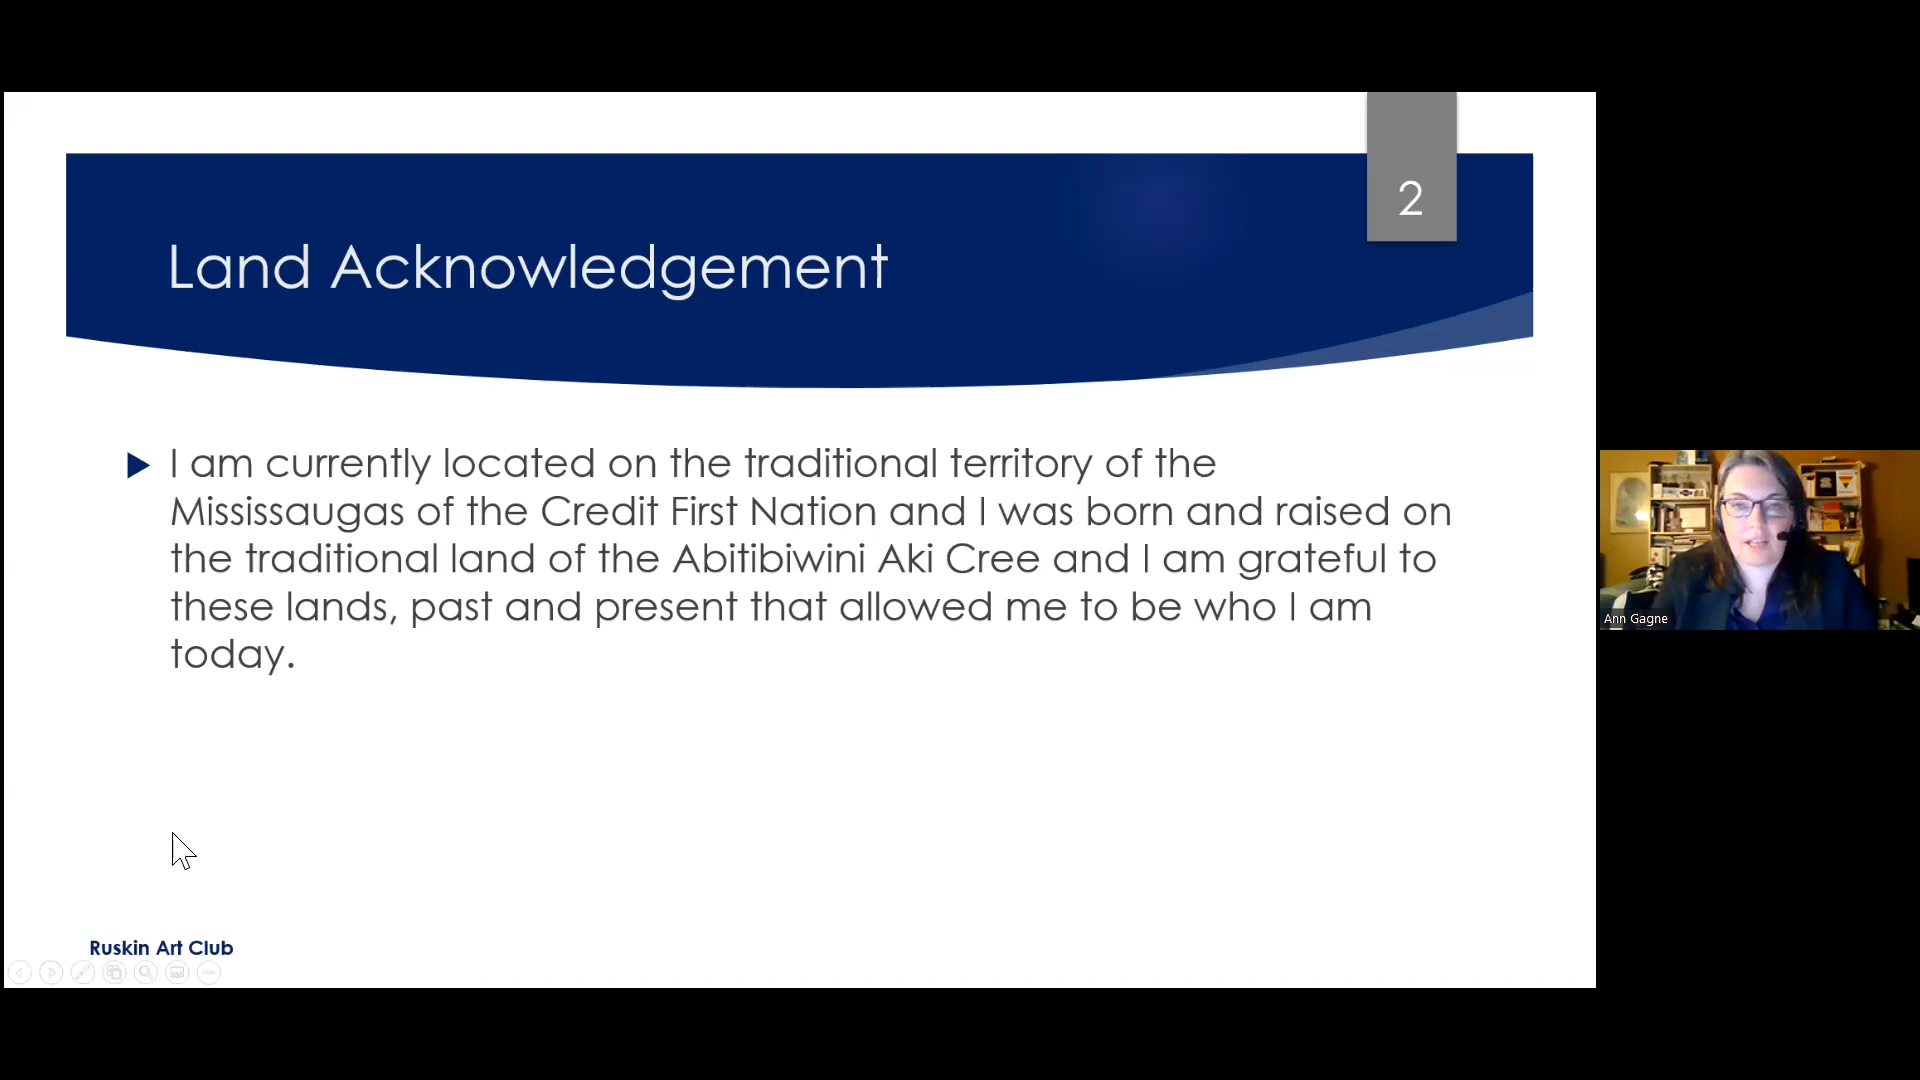 2
Land Acknowledgement
I am currently located on the traditional territory of the
Mississaugas of the Credit First Nation and I was born and raised on
the traditional land of the Abitibiwini Aki Cree and I am grateful to
these lands, past and present that allowed me to be who I am
today.
Ann Gagne
Ruskin Art Club